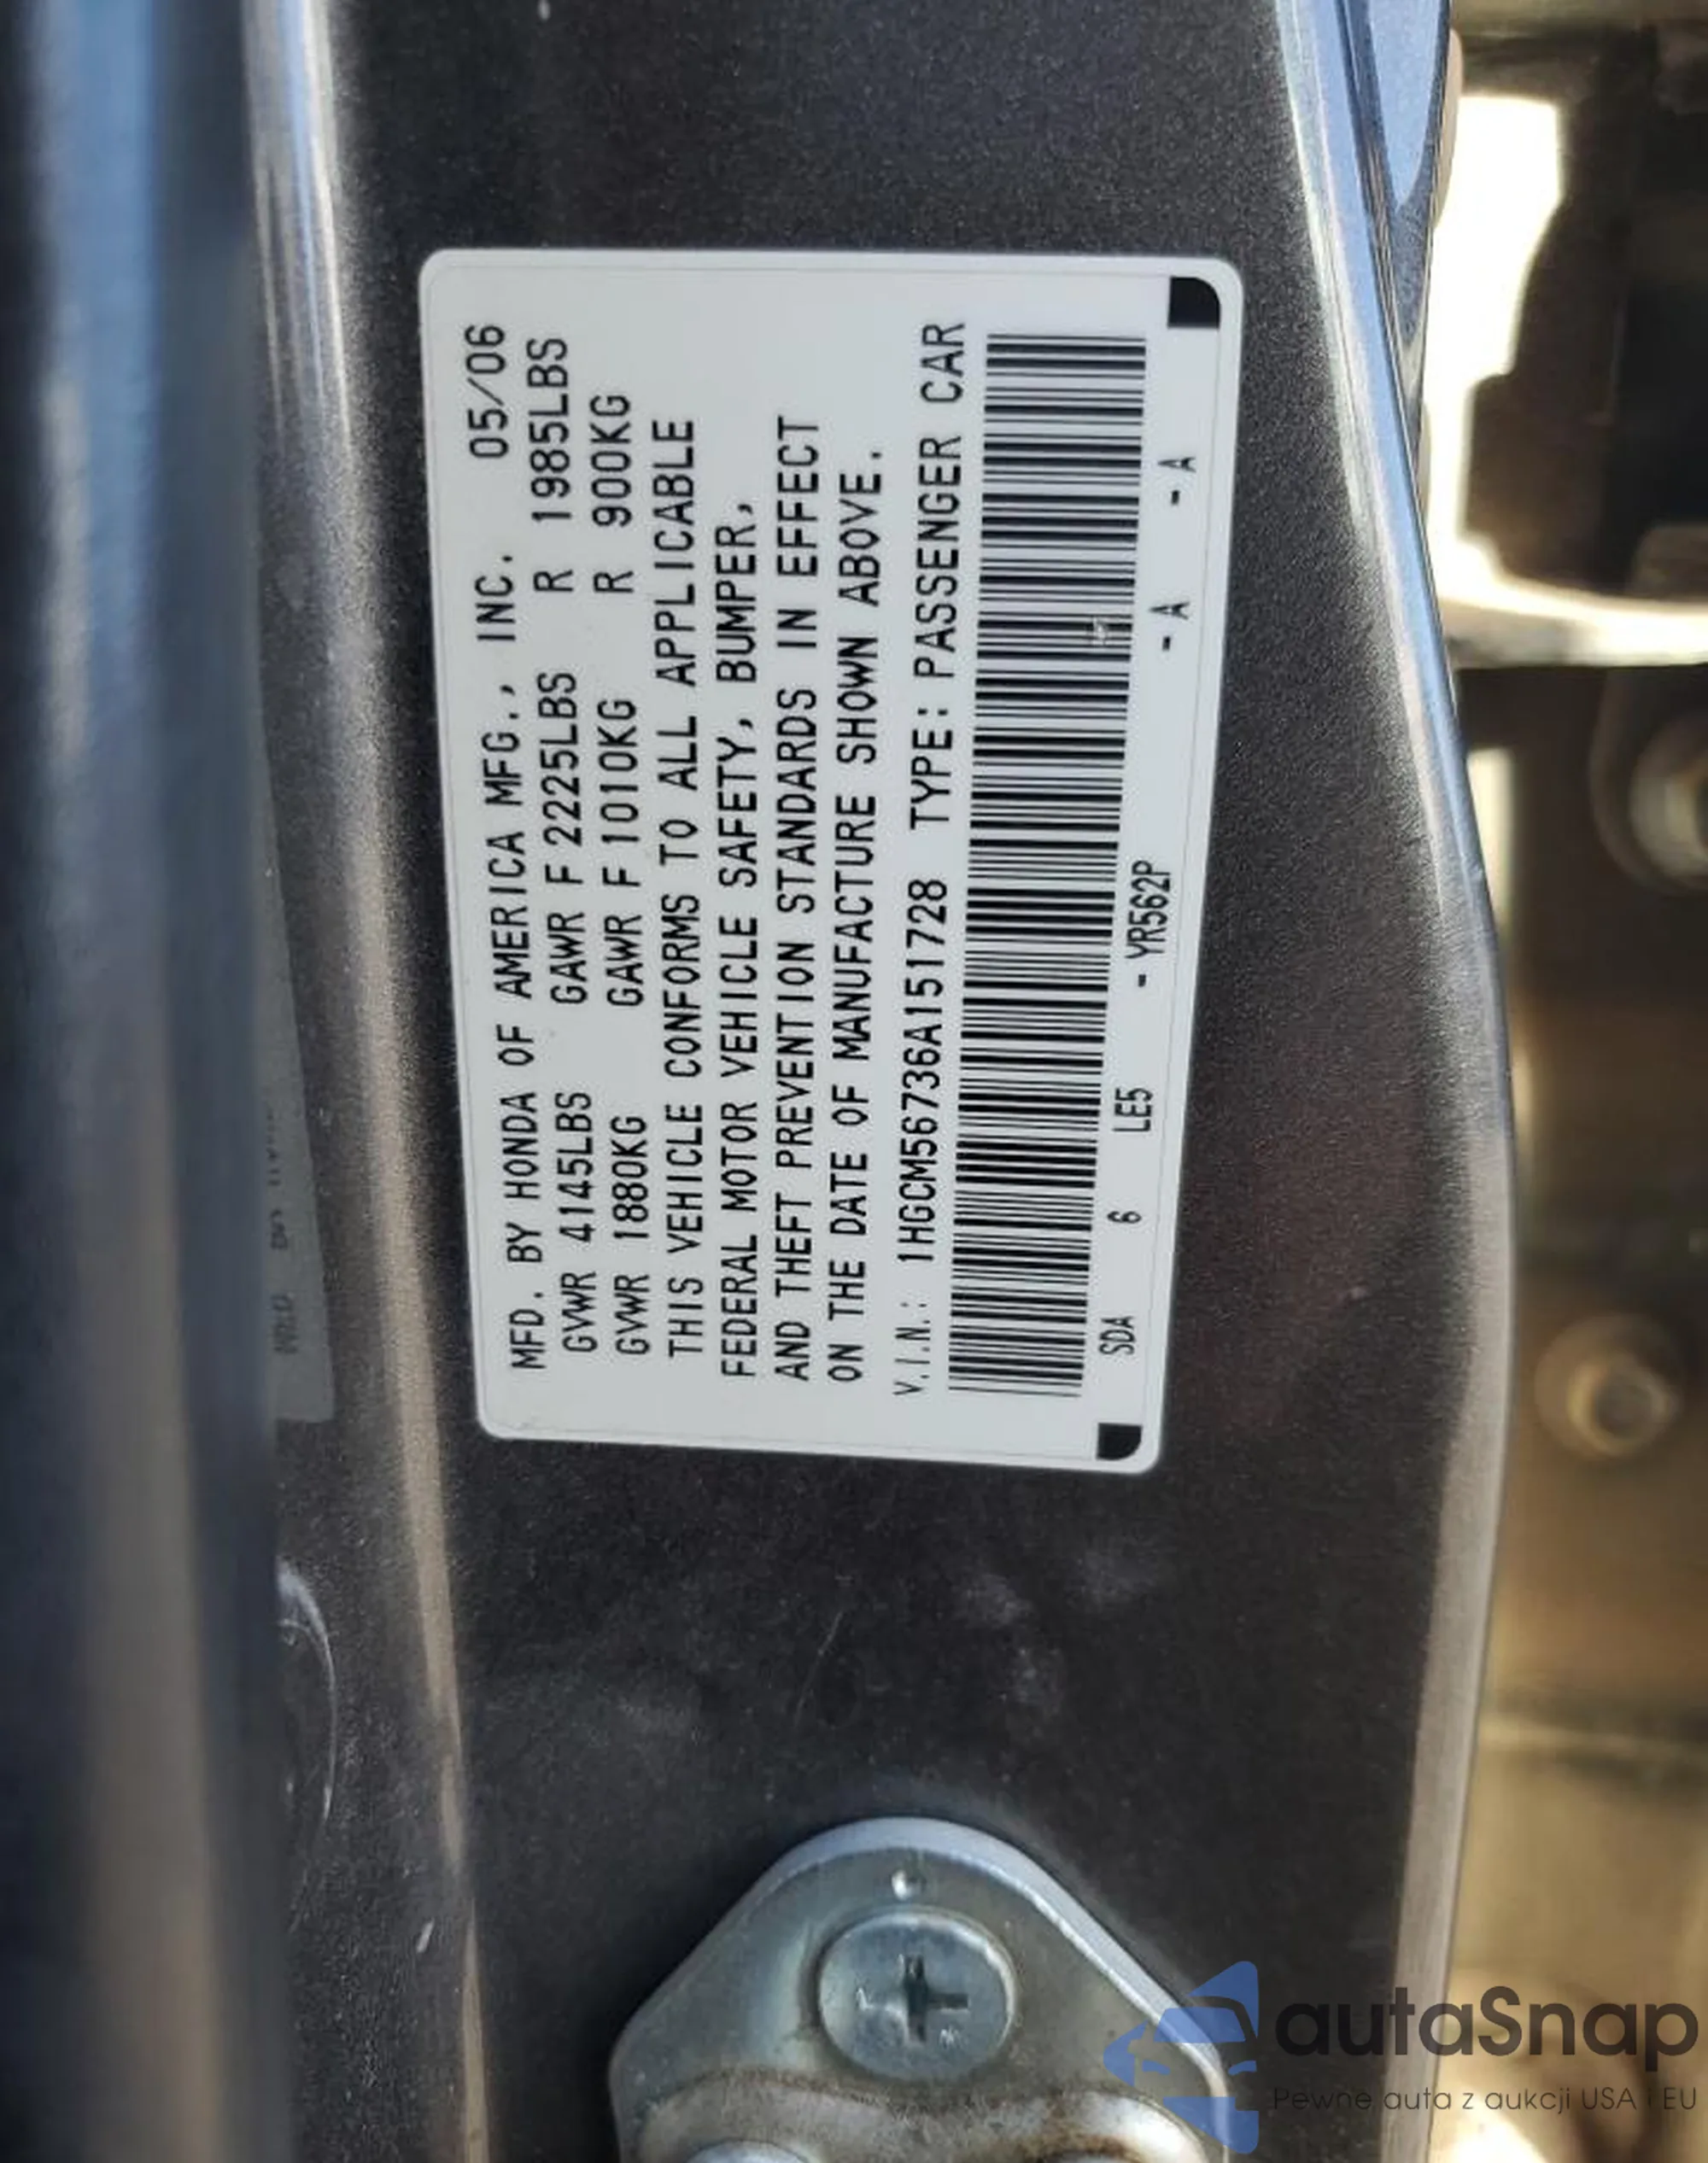 MFD. BY HONDA OF AMERICA MFG., INC. 05/06
GVWR 4145LBS GAWR F 2225LBS R 1985LBS
GVWR 1880KG GAWR F 1010KG R 900KG
THIS VEHICLE CONFORMS TO ALL APPLICABLE
FEDERAL MOTOR VEHICLE SAFETY, BUMPER,
AND THEFT PREVENTION STANDARDS IN EFFECT
ON THE DATE OF MANUFACTURE SHOWN ABOVE.
V.I.N.: 1HGCM56736A151728 TYPE: PASSENGER CAR
SDA 6 LE5 - YR562P - A - A
autaSnap
Pewne auta z aukcji USA i EU